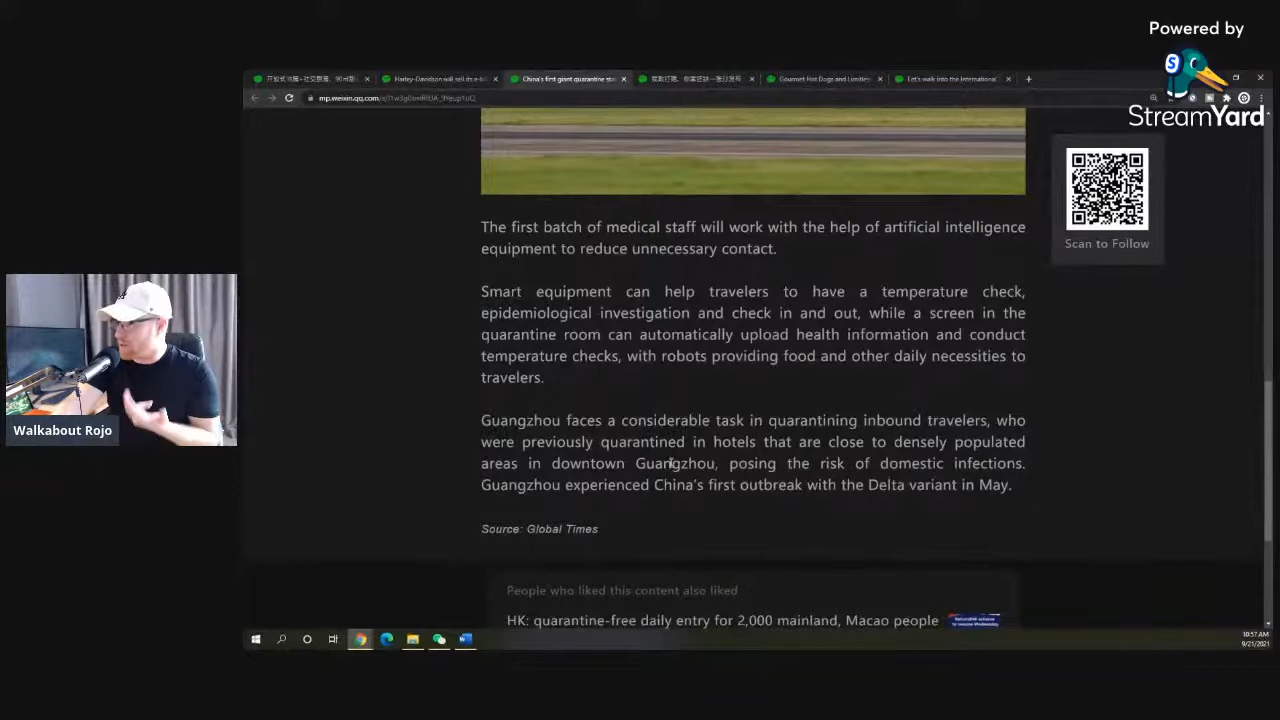 Powered by
StreamYard
Harley-Davidson will sell its e-bi
China's first giant quarantine sta
Gourmet Hot Dogs and Limitles
Let's walk into the International
mp.weixin.qq.com
The first batch of medical staff will work with the help of artificial intelligence
equipment to reduce unnecessary contact.
Scan to Follow
Smart equipment can help travelers to have a temperature check,
epidemiological investigation and check in and out, while a screen in the
quarantine room can automatically upload health information and conduct
temperature checks, with robots providing food and other daily necessities to
travelers.
Walkabout Rojo
Guangzhou faces a considerable task in quarantining inbound travelers, who
were previously quarantined in hotels that are close to densely populated
areas in downtown Guangzhou, posing the risk of domestic infections.
Guangzhou experienced China's first outbreak with the Delta variant in May.
Source: Global Times
People who liked this content also liked
HK: quarantine-free daily entry for 2,000 mainland, Macao people
10:57 AM
9/21/2021